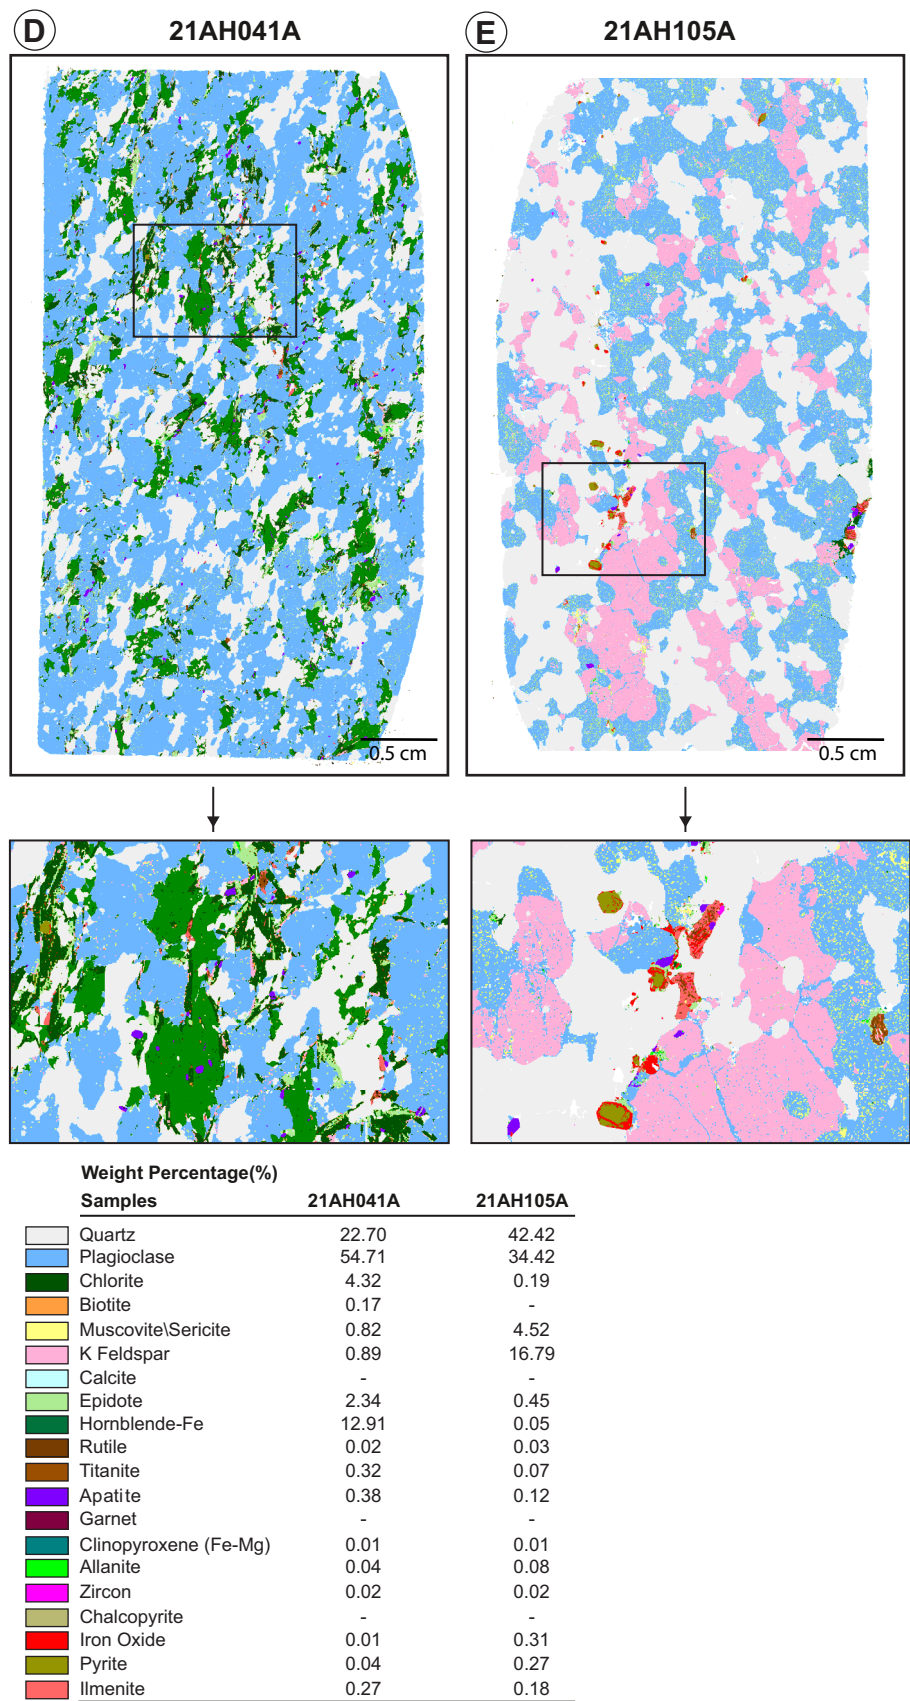 D 21AH041A E 21AH105A
0.5 cm 0.5 cm
Weight Percentage(%)
Samples 21AH041A 21AH105A
Quartz 22.70 42.42
Plagioclase 54.71 34.42
Chlorite 4.32 0.19
Biotite 0.17 -
Muscovite\Sericite 0.82 4.52
K Feldspar 0.89 16.79
Calcite - -
Epidote 2.34 0.45
Hornblende-Fe 12.91 0.05
Rutile 0.02 0.03
Titanite 0.32 0.07
Apatite 0.38 0.12
Garnet - -
Clinopyroxene (Fe-Mg) 0.01 0.01
Allanite 0.04 0.08
Zircon 0.02 0.02
Chalcopyrite - -
Iron Oxide 0.01 0.31
Pyrite 0.04 0.27
Ilmenite 0.27 0.18